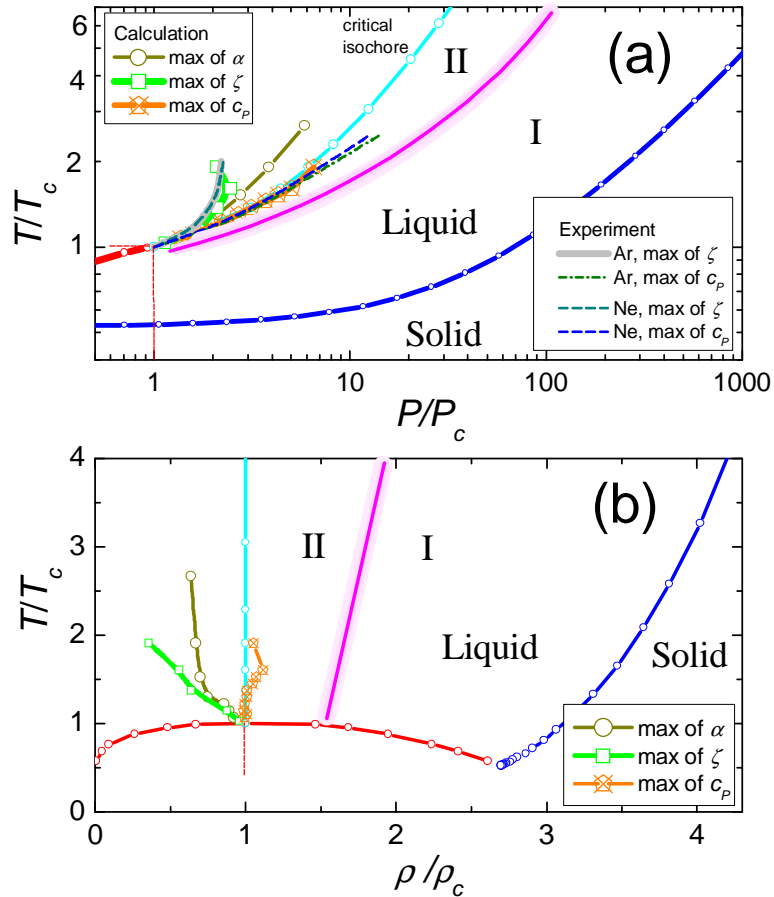 Calculation
max of α
max of ζ
max of cP
critical
isochore
II
(a)
I
Liquid
Solid
Experiment
Ar, max of ζ
Ar, max of cP
Ne, max of ζ
Ne, max of cP
T/Tc
6
4
2
1
1
10
100
1000
P/Pc
(b)
II
I
Liquid
Solid
max of α
max of ζ
max of cP
T/Tc
4
3
2
1
0
0
1
2
3
4
ρ/ρc